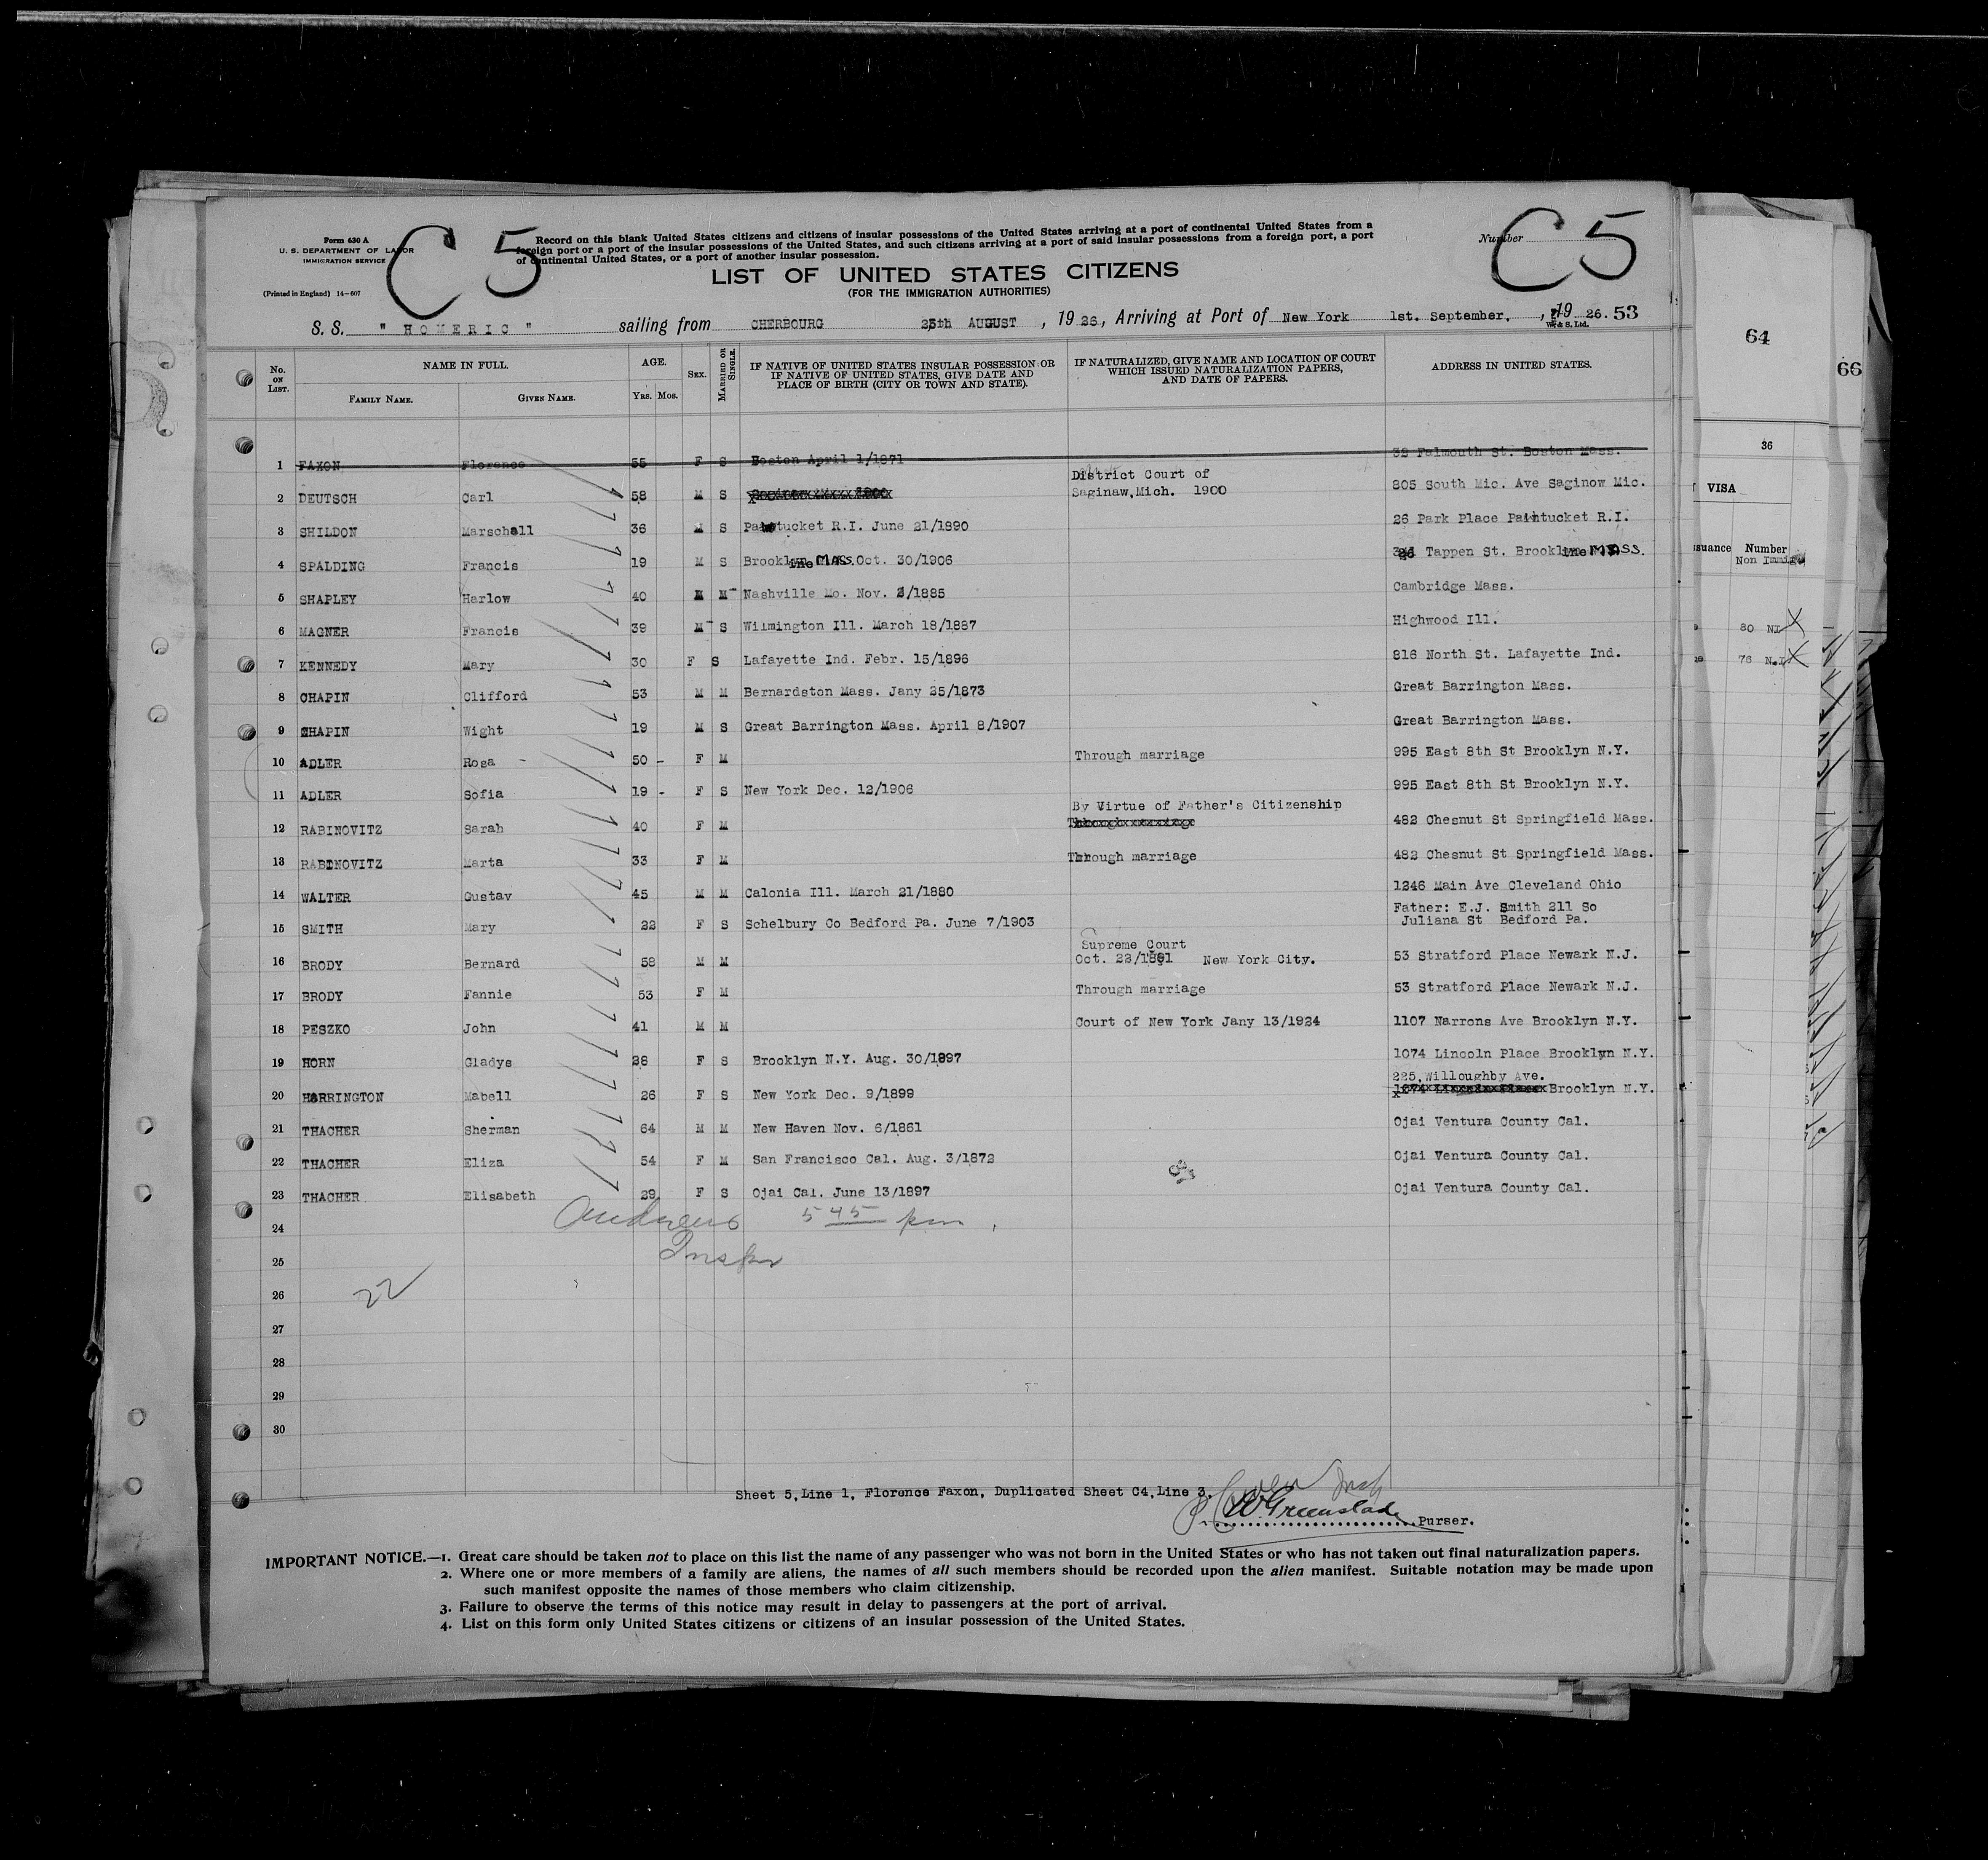 Form 630 A
U. S. DEPARTMENT OF LABOR
IMMIGRATION SERVICE
(Printed in England) 14-667
C 5
Record on this blank United States citizens and citizens of insular possessions of the United States arriving at a port of continental United States from a
foreign port or a port of the insular possessions of the United States, and such citizens arriving at a port of said insular possessions from a foreign port, a port
of continental United States, or a port of another insular possession.
Number
C 5
LIST OF UNITED STATES CITIZENS
(FOR THE IMMIGRATION AUTHORITIES)
S. S. " HOMERIC " sailing from CHERBOURG 25th AUGUST, 1926, Arriving at Port of New York 1st. September, 1926. 53
W. & S. Ltd.
No. ON LIST. NAME IN FULL. FAMILY NAME. GIVEN NAME. AGE. YRS. MOS. SEX. MARRIED OR SINGLE. IF NATIVE OF UNITED STATES INSULAR POSSESSION OR IF NATIVE OF UNITED STATES, GIVE DATE AND PLACE OF BIRTH (CITY OR TOWN AND STATE). IF NATURALIZED, GIVE NAME AND LOCATION OF COURT WHICH ISSUED NATURALIZATION PAPERS, AND DATE OF PAPERS. ADDRESS IN UNITED STATES.
1 FAXON Florence 55 F S Boston April 1/1871 32 Falmouth St. Boston Mass.
2 DEUTSCH Carl 58 M S District Court of Saginaw, Mich. 1900 805 South Mic. Ave Saginow Mic.
3 SHILDON Marschall 36 M S Pawtucket R.I. June 21/1890 26 Park Place Pawtucket R.I.
4 SPALDING Francis 19 M S Brookline MASS. Oct. 30/1906 Tappen St. Brookline MASS.
5 SHAPLEY Harlow 40 M M Nashville Mo. Nov. 2/1885 Cambridge Mass.
6 MAGNER Francis 39 M S Wilmington Ill. March 18/1887 Highwood Ill.
7 KENNEDY Mary 30 F S Lafayette Ind. Febr. 15/1896 816 North St. Lafayette Ind.
8 CHAPIN Clifford 53 M M Bernardston Mass. Jany 25/1873 Great Barrington Mass.
9 CHAPIN Wight 19 M S Great Barrington Mass. April 8/1907 Great Barrington Mass.
10 ADLER Rosa - 50 - F M Through marriage 995 East 8th St Brooklyn N.Y.
11 ADLER Sofia 19 - F S New York Dec. 12/1906 995 East 8th St Brooklyn N.Y.
12 RABINOVITZ Sarah 40 F M By Virtue of Father's Citizenship Through marriage 482 Chesnut St Springfield Mass.
13 RABINOVITZ Marta 33 F M Through marriage 482 Chesnut St Springfield Mass.
14 WALTER Gustav 45 M M Calonia Ill. March 21/1880 1246 Main Ave Cleveland Ohio
15 SMITH Mary 22 F S Schelbury Co Bedford Pa. June 7/1903 Father: E.J. Smith 211 So Juliana St Bedford Pa.
16 BRODY Bernard 58 M M Supreme Court Oct. 22/1891 New York City. 53 Stratford Place Newark N.J.
17 BRODY Fannie 53 F M Through marriage 53 Stratford Place Newark N.J.
18 PESZKO John 41 M M Court of New York Jany 13/1924 1107 Narrons Ave Brooklyn N.Y.
19 HORN Gladys 28 F S Brooklyn N.Y. Aug. 30/1897 1074 Lincoln Place Brooklyn N.Y.
20 HARRINGTON Mabell 26 F S New York Dec. 9/1899 225, Willoughby Ave. 1074 Lincoln Place Brooklyn N.Y.
21 THACHER Sherman 64 M M New Haven Nov. 6/1861 Ojai Ventura County Cal.
22 THACHER Eliza 54 F M San Francisco Cal. Aug. 3/1872 Ojai Ventura County Cal.
23 THACHER Elisabeth 29 F S Ojai Cal. June 13/1897 Ojai Ventura County Cal.
24 Andrews 5 45 pm
25 Inspr
26 22
27
28
29
30
Sheet 5, Line 1, Florence Faxon, Duplicated Sheet C4, Line 3.
W Greenslade Purser.
IMPORTANT NOTICE.—1. Great care should be taken not to place on this list the name of any passenger who was not born in the United States or who has not taken out final naturalization papers.
2. Where one or more members of a family are aliens, the names of all such members should be recorded upon the alien manifest. Suitable notation may be made upon
such manifest opposite the names of those members who claim citizenship.
3. Failure to observe the terms of this notice may result in delay to passengers at the port of arrival.
4. List on this form only United States citizens or citizens of an insular possession of the United States.
64
36
VISA
suance Number
Non Immigr
80 NI
76 N.I
66